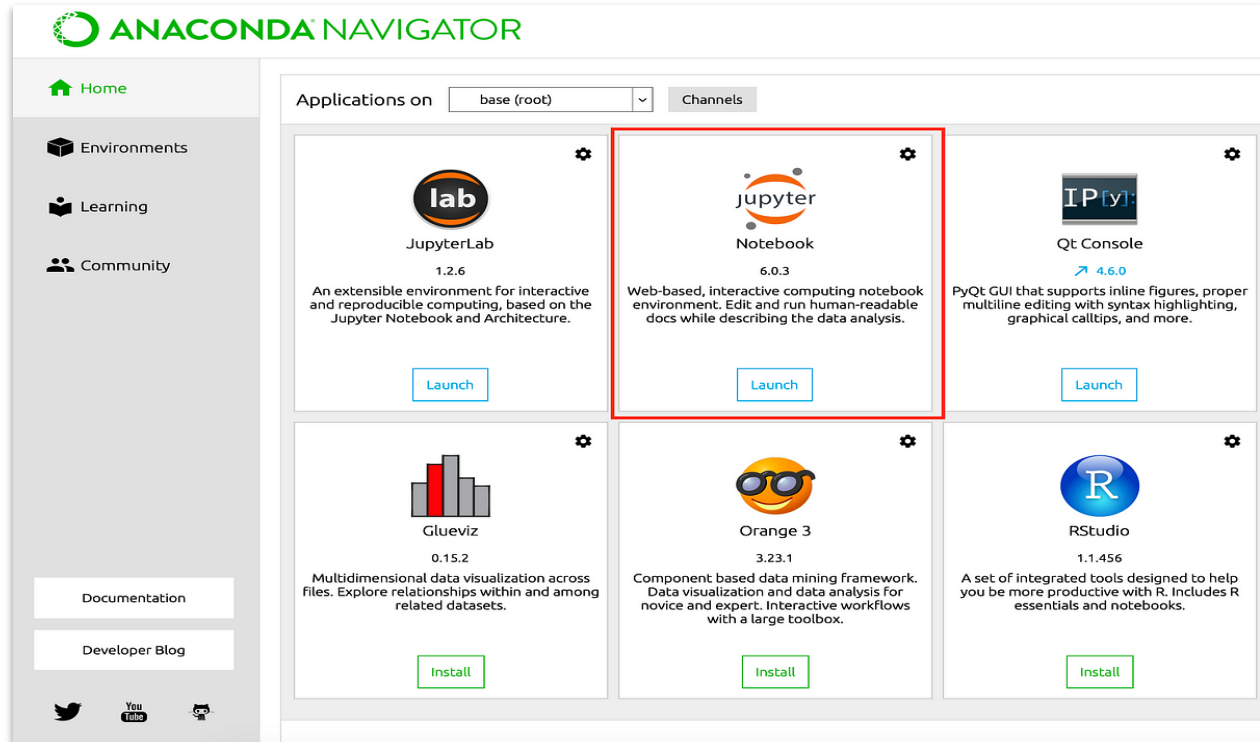 ANACONDA NAVIGATOR
Home
Environments
Learning
Community
Documentation
Developer Blog
You
Tube
Applications on
base (root)
Channels
lab
JupyterLab
1.2.6
An extensible environment for interactive
and reproducible computing, based on the
Jupyter Notebook and Architecture.
Launch
jupyter
Notebook
6.0.3
Web-based, interactive computing notebook
environment. Edit and run human-readable
docs while describing the data analysis.
Launch
IP[y]:
Qt Console
4.6.0
PyQt GUI that supports inline figures, proper
multiline editing with syntax highlighting,
graphical calltips, and more.
Launch
Glueviz
0.15.2
Multidimensional data visualization across
files. Explore relationships within and among
related datasets.
Install
Orange 3
3.23.1
Component based data mining framework.
Data visualization and data analysis for
novice and expert. Interactive workflows
with a large toolbox.
Install
R
RStudio
1.1.456
A set of integrated tools designed to help
you be more productive with R. Includes R
essentials and notebooks.
Install